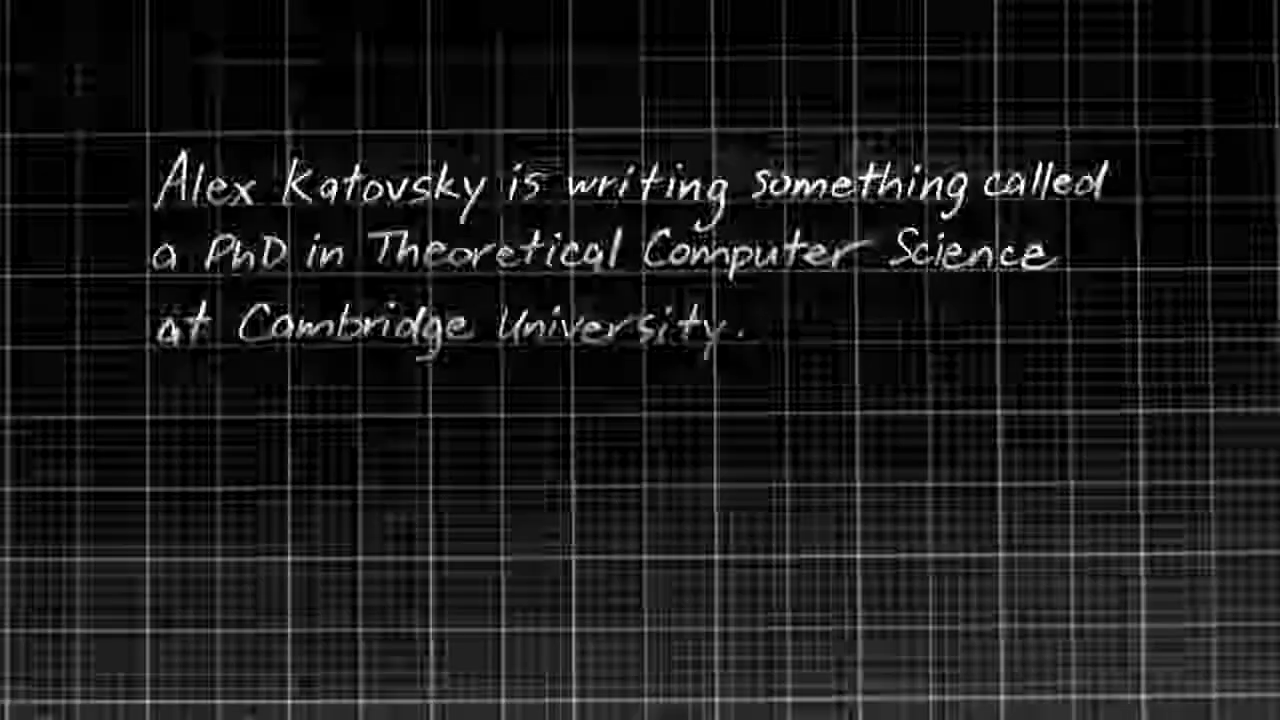 Alex Katovsky is writing something called
a PhD in Theoretical Computer Science
at Cambridge University.